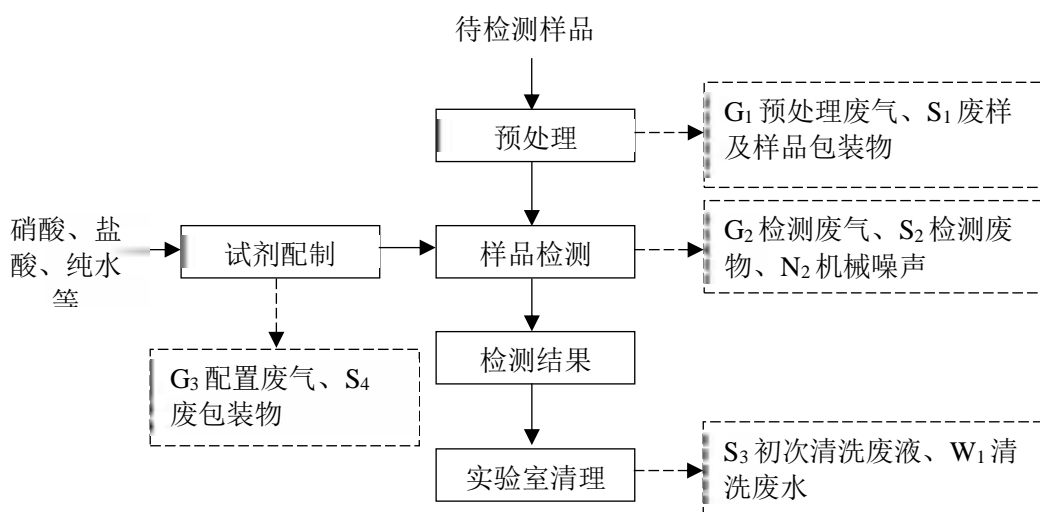 待检测样品
预处理
G₁ 预处理废气、S₁ 废样
及样品包装物
硝酸、盐
酸、纯水
等
试剂配制
样品检测
G₂ 检测废气、S₂ 检测废
物、N₂ 机械噪声
G₃ 配置废气、S₄
废包装物
检测结果
实验室清理
S₃ 初次清洗废液、W₁ 清
洗废水